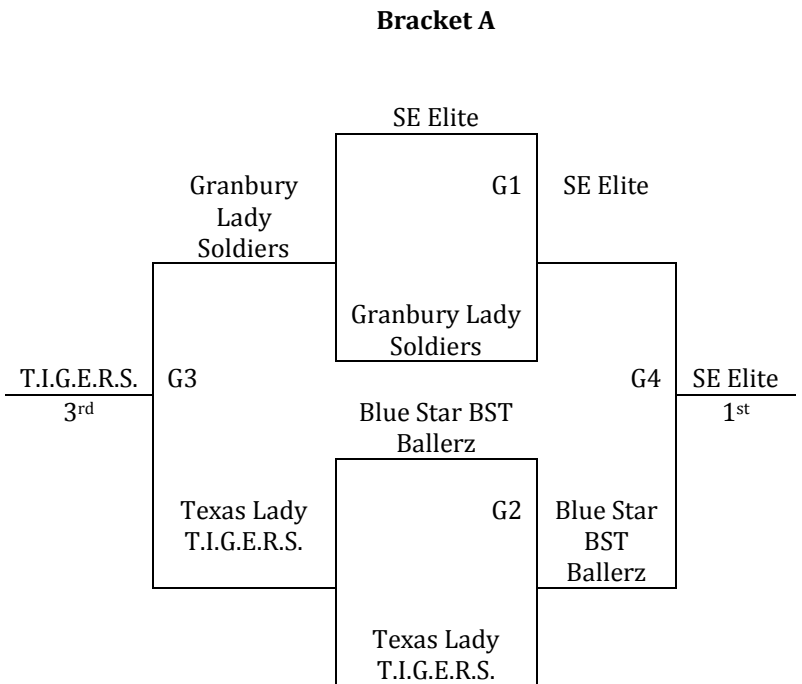 Bracket A
SE Elite
Granbury
Lady
Soldiers
G1
SE Elite
Granbury Lady
Soldiers
T.I.G.E.R.S.
3rd
G3
G4
SE Elite
1st
Blue Star BST
Ballerz
Texas Lady
T.I.G.E.R.S.
G2
Blue Star
BST
Ballerz
Texas Lady
T.I.G.E.R.S.